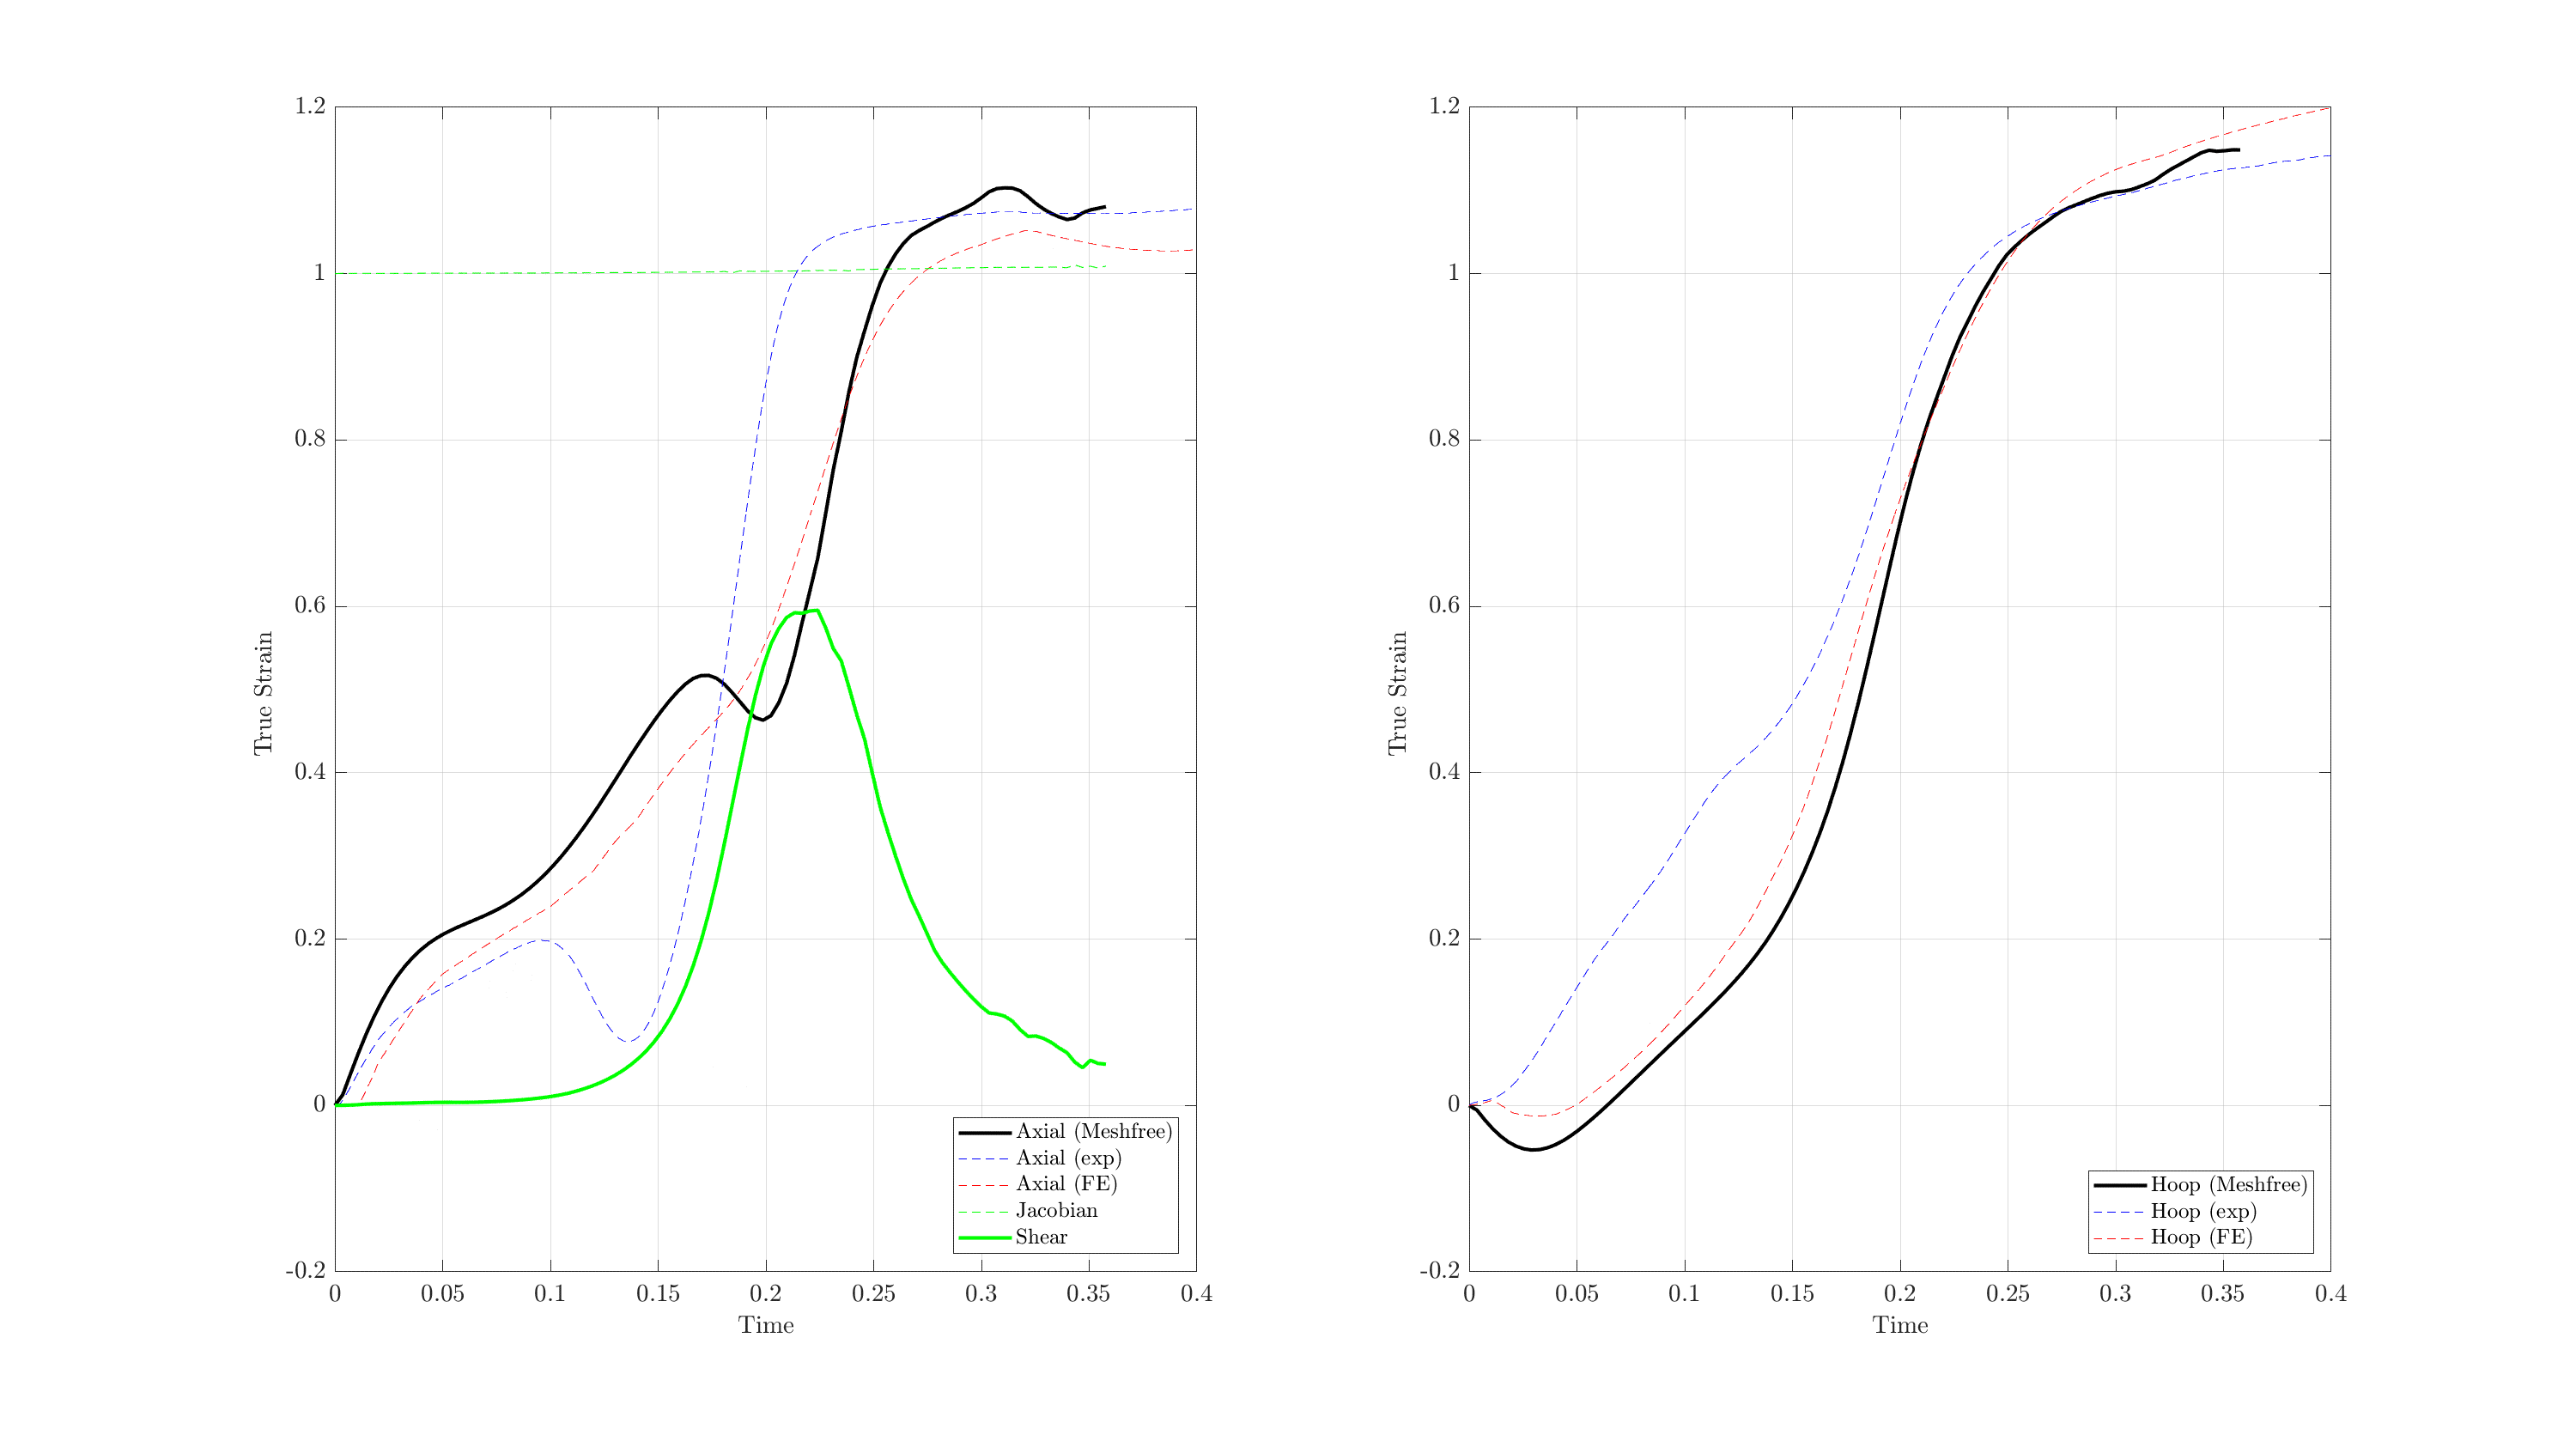 1.2
1
0.8
0.6
0.4
0.2
0
-0.2
True Strain
0 0.05 0.1 0.15 0.2 0.25 0.3 0.35 0.4
Time
Axial (Meshfree)
Axial (exp)
Axial (FE)
Jacobian
Shear
1.2
1
0.8
0.6
0.4
0.2
0
-0.2
True Strain
0 0.05 0.1 0.15 0.2 0.25 0.3 0.35 0.4
Time
Hoop (Meshfree)
Hoop (exp)
Hoop (FE)